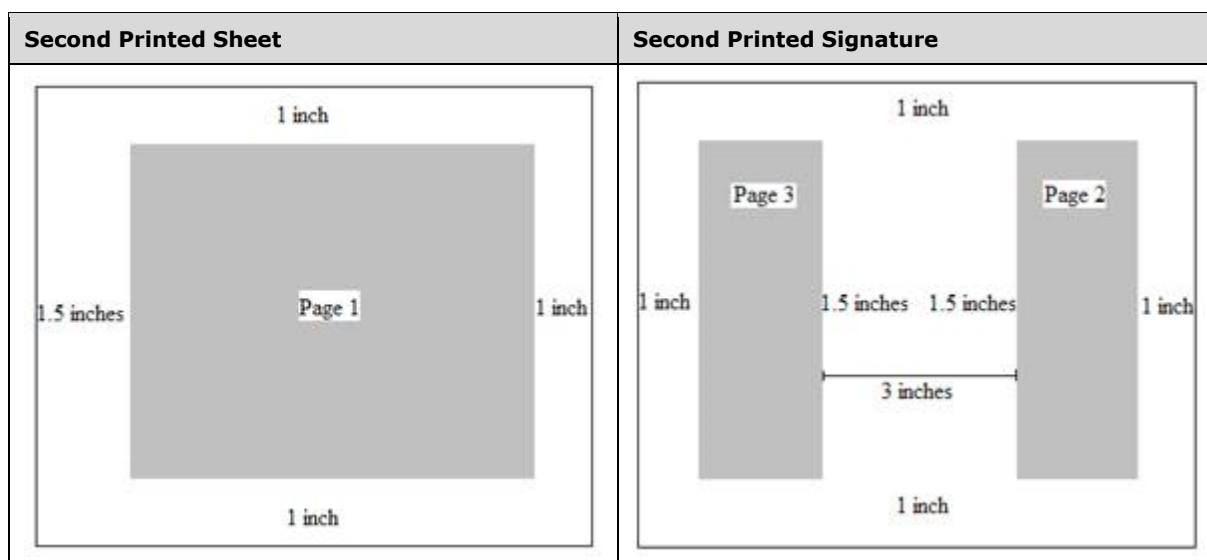 Second Printed Sheet
Second Printed Signature
1 inch
Page 1
1.5 inches
1 inch
1 inch
1 inch
Page 3
Page 2
1 inch
1.5 inches
1.5 inches
1 inch
3 inches
1 inch